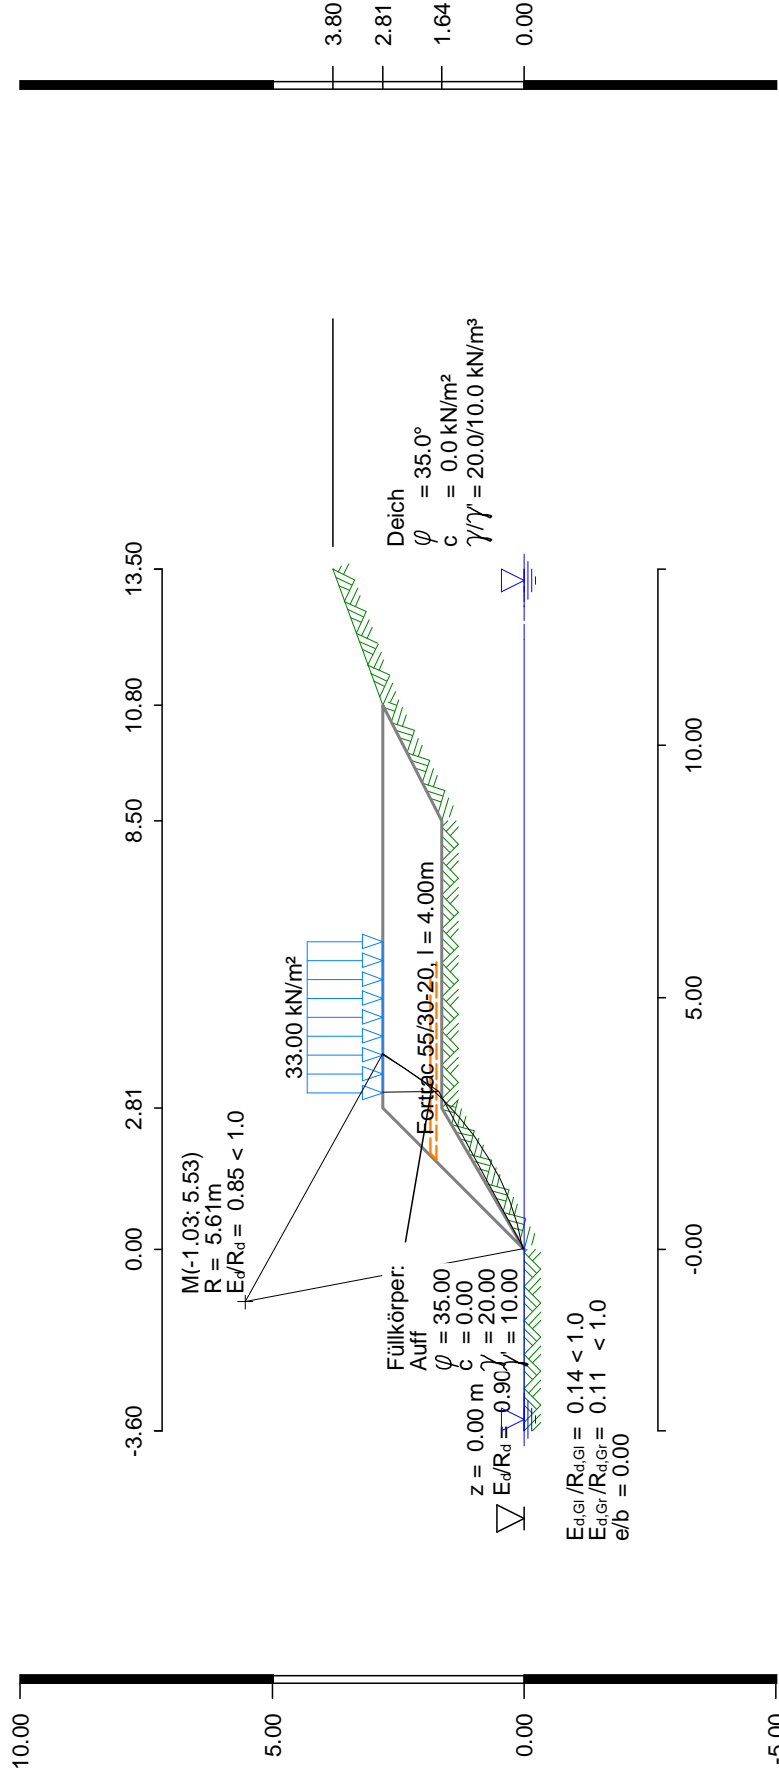 3.80
2.81
1.64
0.00
Deich
φ = 35.0°
c = 0.0 kN/m²
γ/γ' = 20.0/10.0 kN/m³
13.50
10.80
8.50
2.81
0.00
-3.60
33.00 kN/m²
Fortrac 55/30-20, l = 4.00m
M(-1.03; 5.53)
R = 5.61m
Ed/Rd = 0.85 < 1.0
Füllkörper:
Auff
φ = 35.00
c = 0.00
γ = 20.00
γ' = 10.00
z = 0.00 m
Ed/Rd = 0.90
Ed,Gl /Rd,Gl = 0.14 < 1.0
Ed,Gr /Rd,Gr = 0.11 < 1.0
e/b = 0.00
10.00
5.00
-0.00
10.00
5.00
0.00
-5.00